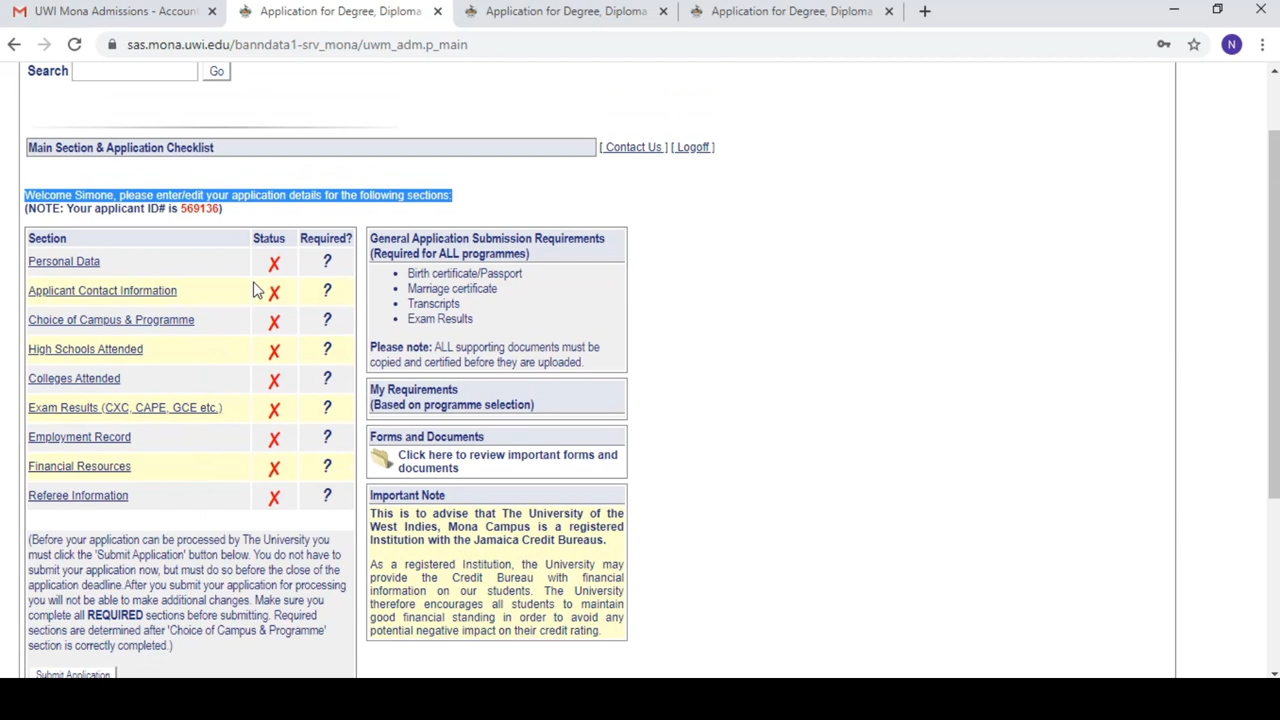 UWI Mona Admissions - Accoun
Application for Degree, Diploma
Application for Degree, Diploma
Application for Degree, Diploma
sas.mona.uwi.edu/banndata1-srv_mona/uwm_adm.p_main
N
Search
Go
Main Section & Application Checklist
[ Contact Us ] [ Logoff ]
Welcome Simone, please enter/edit your application details for the following sections:
(NOTE: Your applicant ID# is 569136)
Section Status Required?
Personal Data ✗ ?
Applicant Contact Information ✗ ?
Choice of Campus & Programme ✗ ?
High Schools Attended ✗ ?
Colleges Attended ✗ ?
Exam Results (CXC, CAPE, GCE etc.) ✗ ?
Employment Record ✗ ?
Financial Resources ✗ ?
Referee Information ✗ ?
(Before your application can be processed by The University you
must click the 'Submit Application' button below. You do not have to
submit your application now, but must do so before the close of the
application deadline.After you submit your application for processing
you will not be able to make additional changes. Make sure you
complete all REQUIRED sections before submitting. Required
sections are determined after 'Choice of Campus & Programme'
section is correctly completed.)
Submit Application
General Application Submission Requirements
(Required for ALL programmes)
• Birth certificate/Passport
• Marriage certificate
• Transcripts
• Exam Results
Please note: ALL supporting documents must be
copied and certified before they are uploaded.
My Requirements
(Based on programme selection)
Forms and Documents
Click here to review important forms and
documents
Important Note
This is to advise that The University of the
West Indies, Mona Campus is a registered
Institution with the Jamaica Credit Bureaus.
As a registered Institution, the University may
provide the Credit Bureau with financial
information on our students. The University
therefore encourages all students to maintain
good financial standing in order to avoid any
potential negative impact on their credit rating.